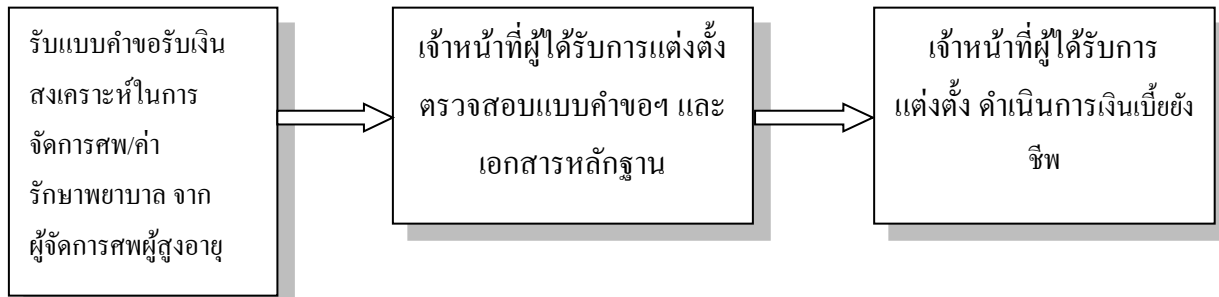 รับแบบคำขอรับเงิน
สงเคราะห์ในการ
จัดการศพ/ค่า
รักษาพยาบาล จาก
ผู้จัดการศพผู้สูงอายุ
เจ้าหน้าที่ผู้ได้รับการแต่งตั้ง
ตรวจสอบแบบคำขอฯ และ
เอกสารหลักฐาน
เจ้าหน้าที่ผู้ได้รับการ
แต่งตั้ง ดำเนินการเงินเบี้ยยัง
ชีพ